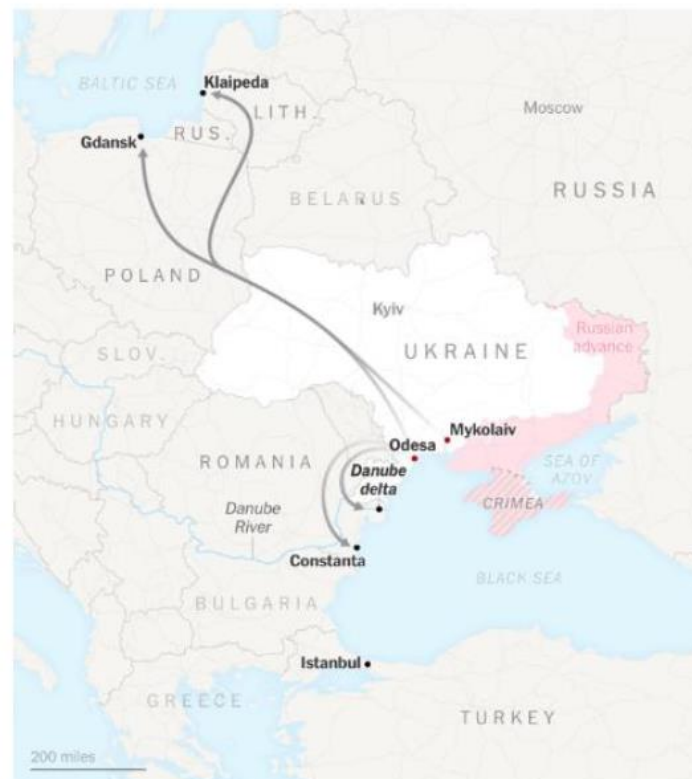 BALTIC SEA
Klaipeda
LITH.
Moscow
RUS.
Gdansk
RUSSIA
BELARUS
POLAND
Kyiv
Russian
advance
UKRAINE
SLOV.
HUNGARY
Mykolaiv
Odesa
ROMANIA
SEA OF
AZOV
Danube
delta
CRIMEA
Danube
River
Constanta
BLACK SEA
BULGARIA
Istanbul
GREECE
TURKEY
200 miles